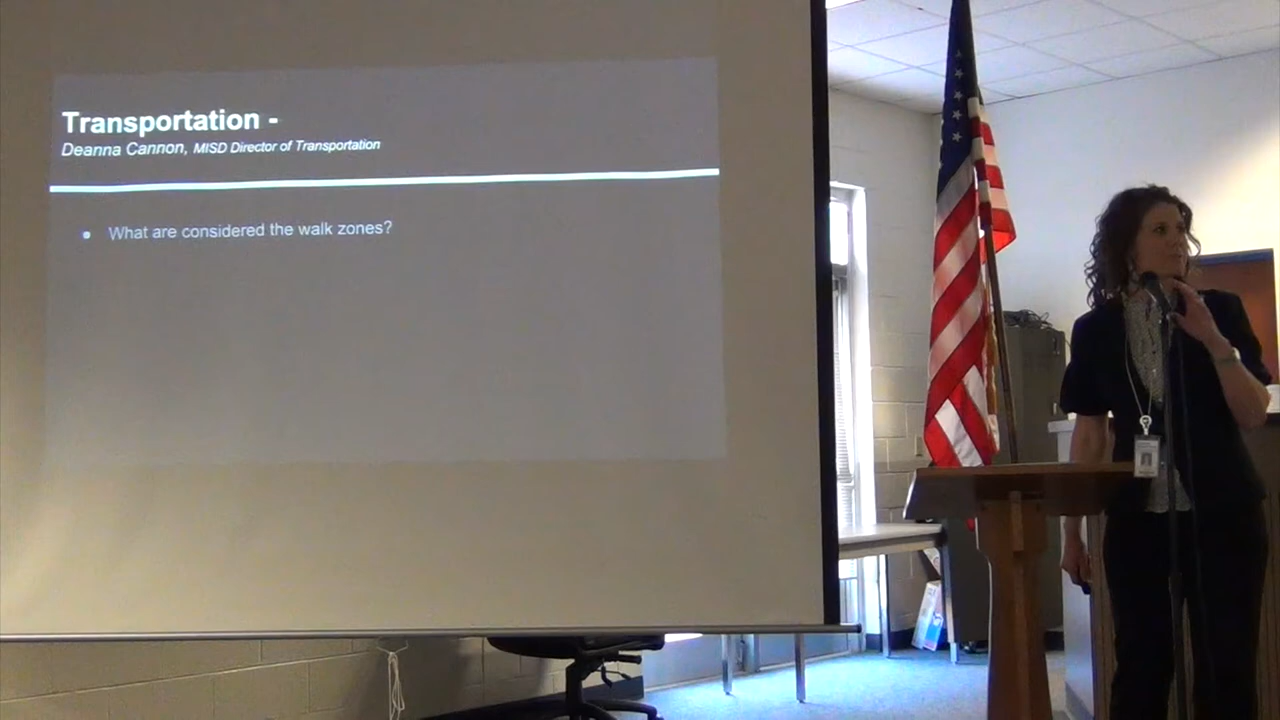 Transportation -
Deanna Cannon, MISD Director of Transportation
• What are considered the walk zones?